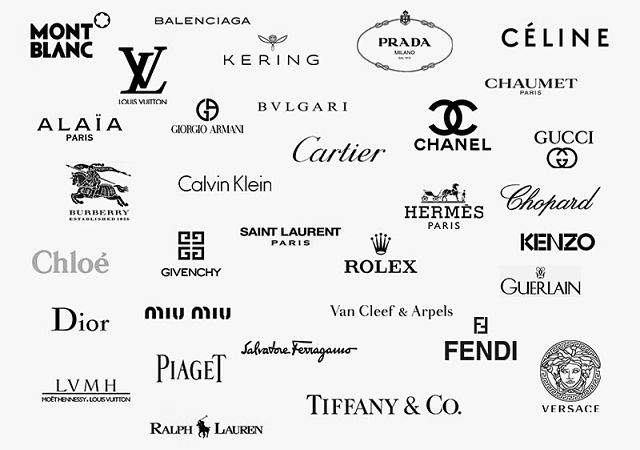 MONT
BLANC
BALENCIAGA
LOUIS VUITTON
KERING
PRADA
MILANO
CÉLINE
CHAUMET
PARIS
ALAÏA
PARIS
GIORGIO ARMANI
BVLGARI
Cartier
CHANEL
GUCCI
BURBERRY
ESTABLISHED 1856
Calvin Klein
HERMÈS
PARIS
Chopard
Chloé
GIVENCHY
SAINT LAURENT
PARIS
ROLEX
KENZO
GUERLAIN
Dior
MIU MIU
Van Cleef & Arpels
FENDI
PIAGET
Salvatore Ferragamo
VERSACE
LVMH
MOËT HENNESSY. LOUIS VUITTON
TIFFANY & CO.
RALPH LAUREN